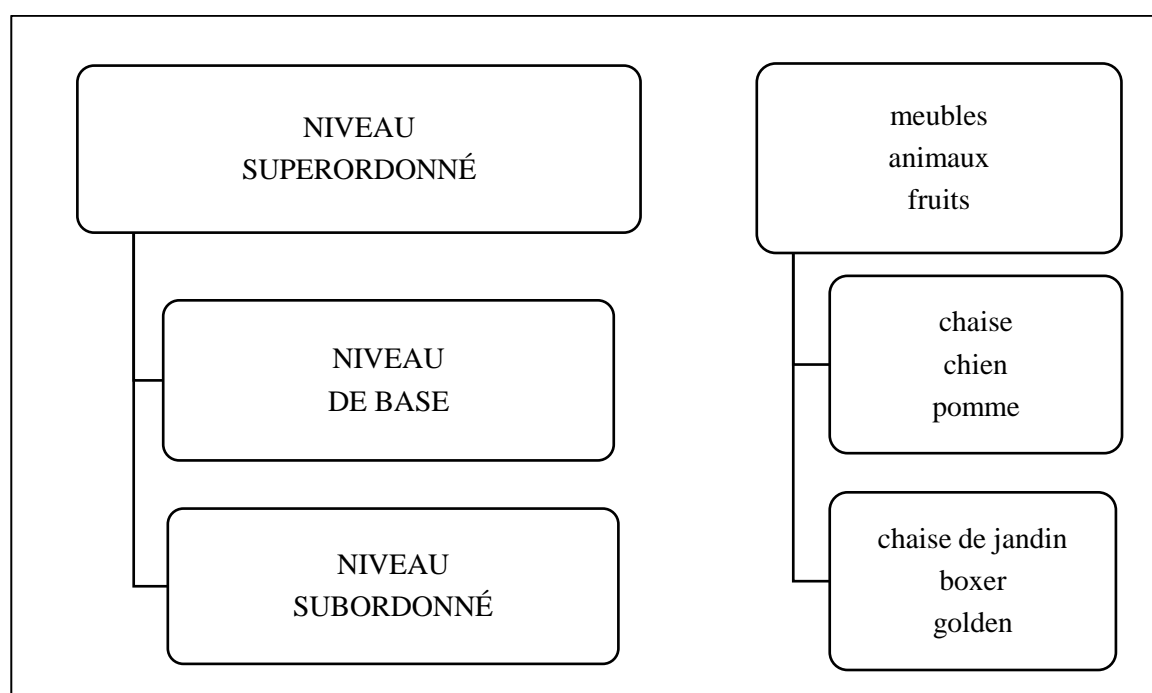 NIVEAU
SUPERORDONNÉ
meubles
animaux
fruits
NIVEAU
DE BASE
chaise
chien
pomme
NIVEAU
SUBORDONNÉ
chaise de jandin
boxer
golden